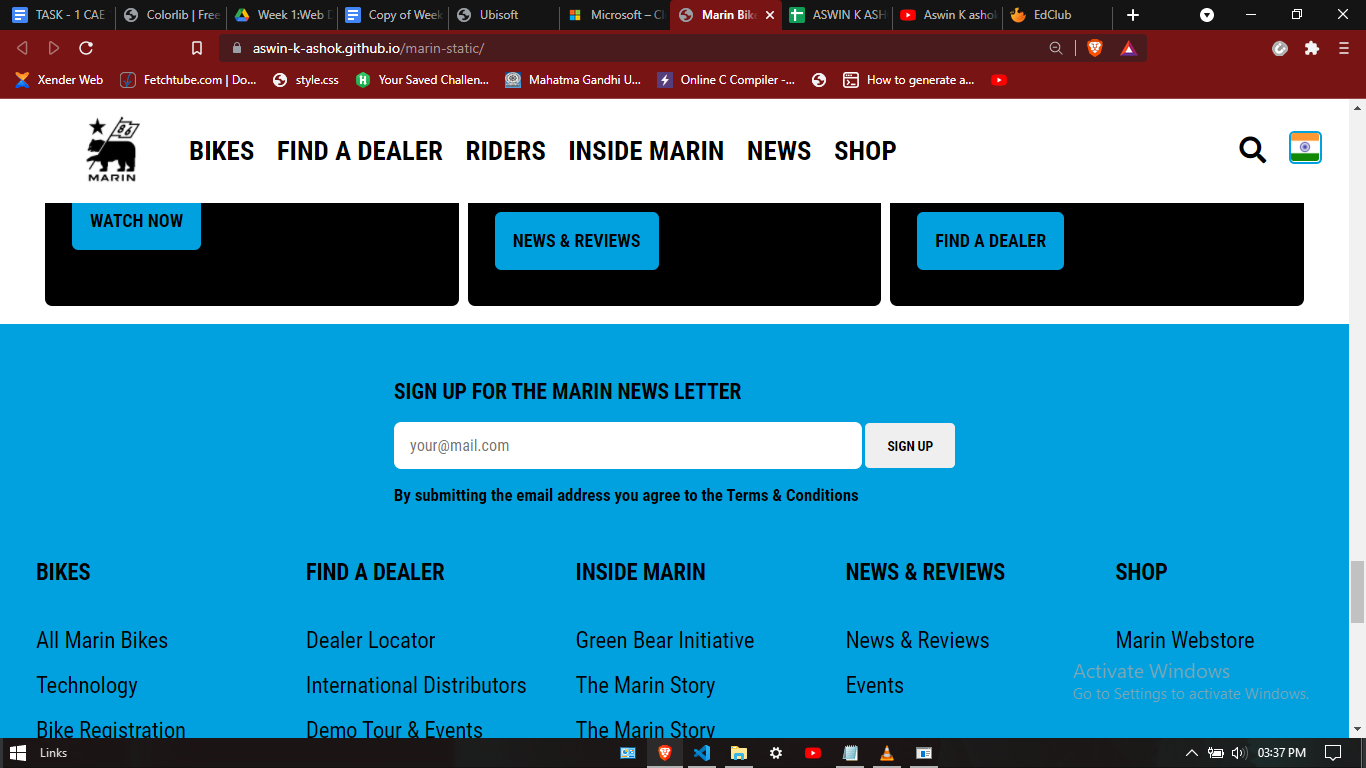 TASK - 1 CAE
Colorlib | Free
Week 1:Web D
Copy of Week
Ubisoft
Microsoft – Cl
Marin Bike
ASWIN K ASH
Aswin K ashok
EdClub
aswin-k-ashok.github.io/marin-static/
Xender Web
Fetchtube.com | Do...
style.css
Your Saved Challen...
Mahatma Gandhi U...
Online C Compiler -...
How to generate a...
86
MARIN
BIKES
FIND A DEALER
RIDERS
INSIDE MARIN
NEWS
SHOP
WATCH NOW
NEWS & REVIEWS
FIND A DEALER
SIGN UP FOR THE MARIN NEWS LETTER
your@mail.com
SIGN UP
By submitting the email address you agree to the Terms & Conditions
BIKES
FIND A DEALER
INSIDE MARIN
NEWS & REVIEWS
SHOP
All Marin Bikes
Dealer Locator
Green Bear Initiative
News & Reviews
Marin Webstore
Technology
International Distributors
The Marin Story
Events
Activate Windows
Go to Settings to activate Windows.
Bike Registration
Demo Tour & Events
The Marin Story
Links
03:37 PM